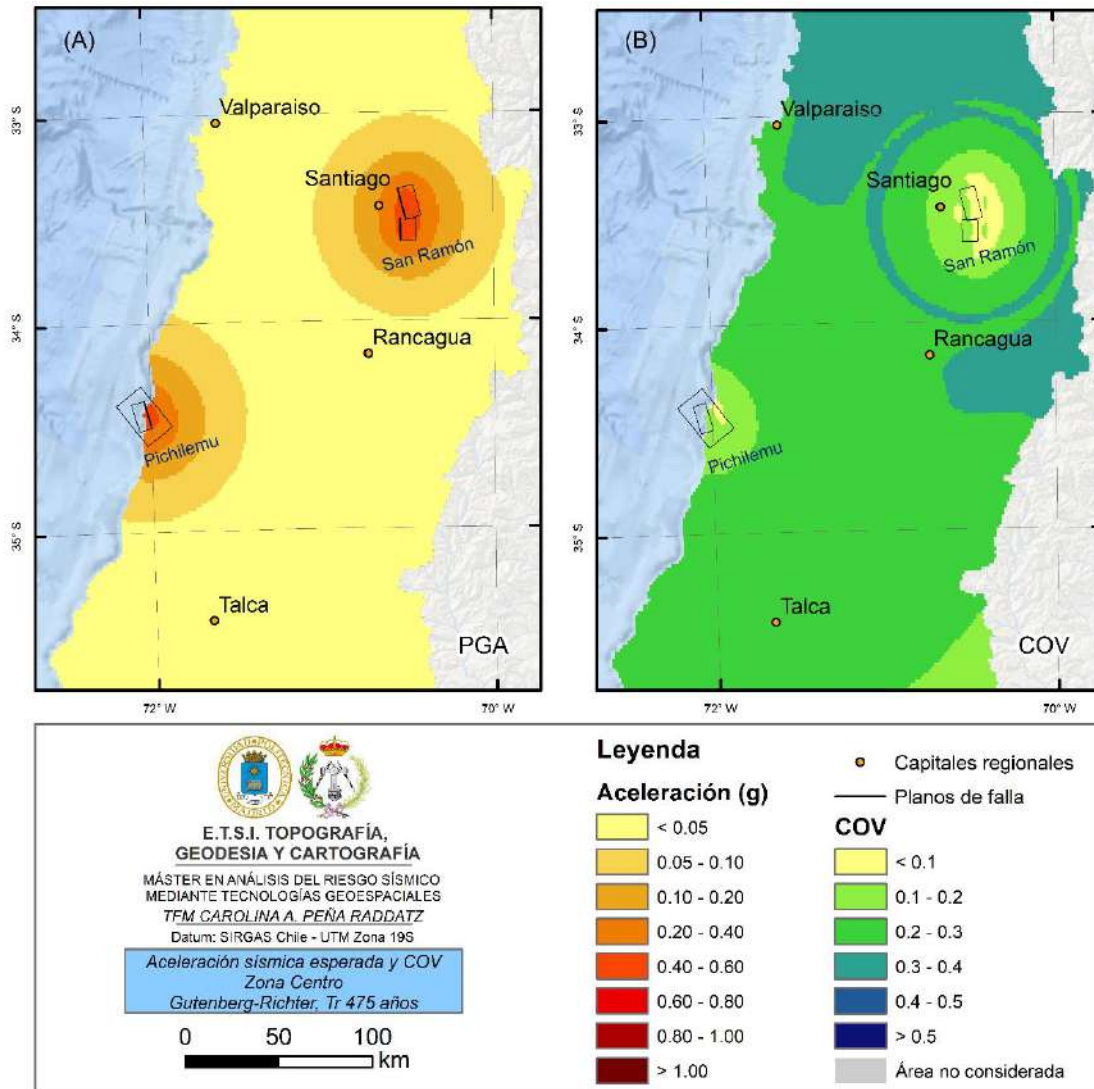 (A)
Valparaiso
Santiago
San Ramón
Rancagua
Pichilemu
Talca
PGA
33° S
34° S
35° S
72° W
70° W
(B)
Valparaiso
Santiago
San Ramón
Rancagua
Pichilemu
Talca
COV
33° S
34° S
35° S
72° W
70° W
E.T.S.I. TOPOGRAFÍA,
GEODESIA Y CARTOGRAFÍA
MÁSTER EN ANÁLISIS DEL RIESGO SÍSMICO
MEDIANTE TECNOLOGÍAS GEOESPACIALES
TFM CAROLINA A. PEÑA RADDATZ
Datum: SIRGAS Chile - UTM Zona 19S
Aceleración sísmica esperada y COV
Zona Centro
Gutenberg-Richter, Tr 475 años
0 50 100
km
Leyenda
Aceleración (g)
< 0.05
0.05 - 0.10
0.10 - 0.20
0.20 - 0.40
0.40 - 0.60
0.60 - 0.80
0.80 - 1.00
> 1.00
Capitales regionales
Planos de falla
COV
< 0.1
0.1 - 0.2
0.2 - 0.3
0.3 - 0.4
0.4 - 0.5
> 0.5
Área no considerada